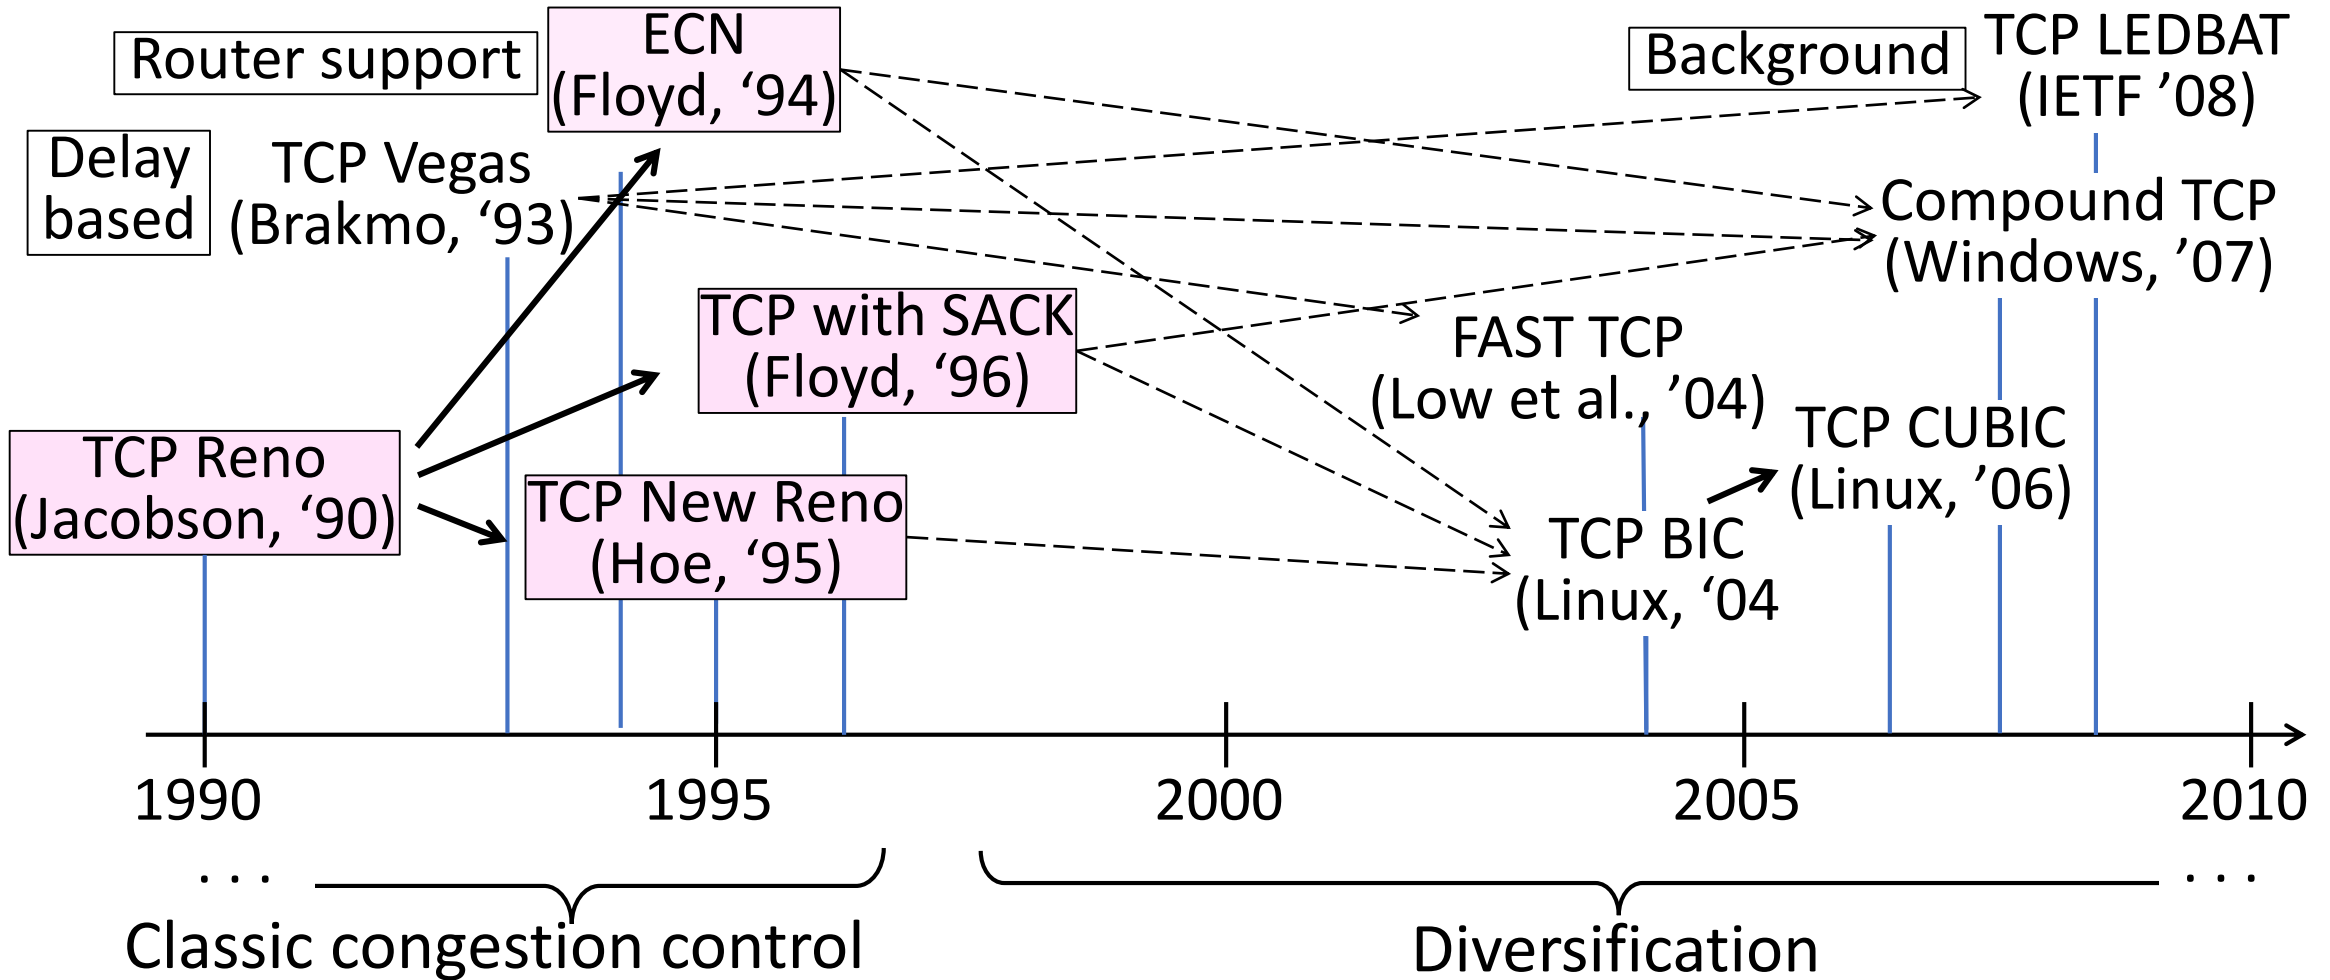 Router support
ECN
(Floyd, ‘94)
Background
TCP LEDBAT
(IETF ’08)
Delay
based
TCP Vegas
(Brakmo, ‘93)
Compound TCP
(Windows, ’07)
TCP with SACK
(Floyd, ‘96)
FAST TCP
(Low et al., ’04)
TCP Reno
(Jacobson, ‘90)
TCP New Reno
(Hoe, ‘95)
TCP CUBIC
(Linux, ’06)
TCP BIC
(Linux, ‘04
1990
1995
2000
2005
2010
. . .
. . .
Classic congestion control
Diversification